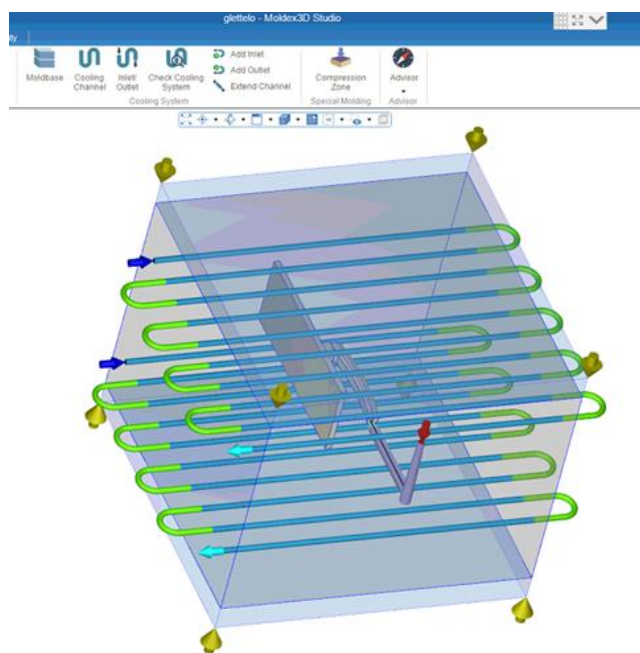 glettelo - Moldex3D Studio
ity
Moldbase
Cooling Channel
Inlet/ Outlet
Check Cooling System
Add Inlet
Add Outlet
Extend Channel
Compression Zone
Advisor
Cooling System
Special Molding
Advisor